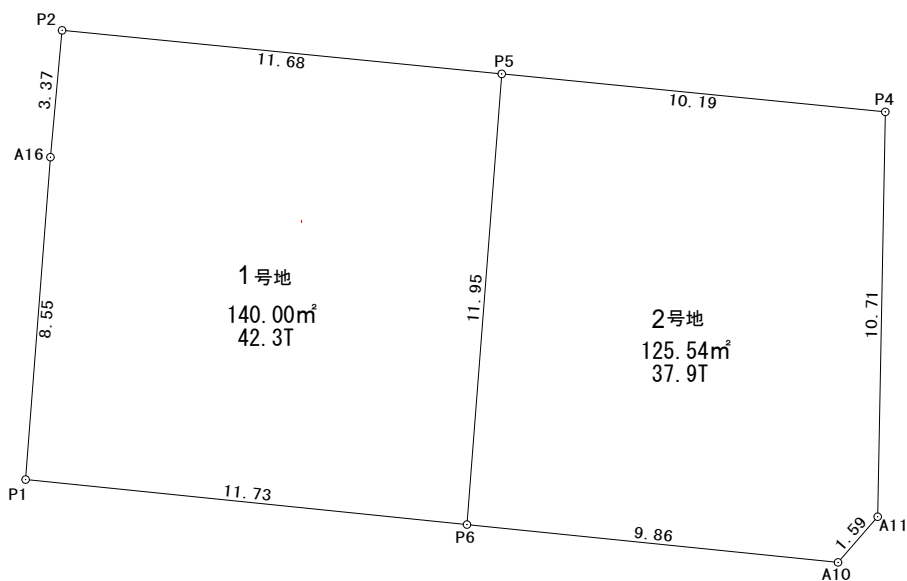 P2
11.68
P5
10.19
P4
3.37
A16
1号地
140.00㎡
42.3T
8.55
11.95
2号地
125.54㎡
37.9T
10.71
P1
11.73
P6
9.86
1.59
A11
A10